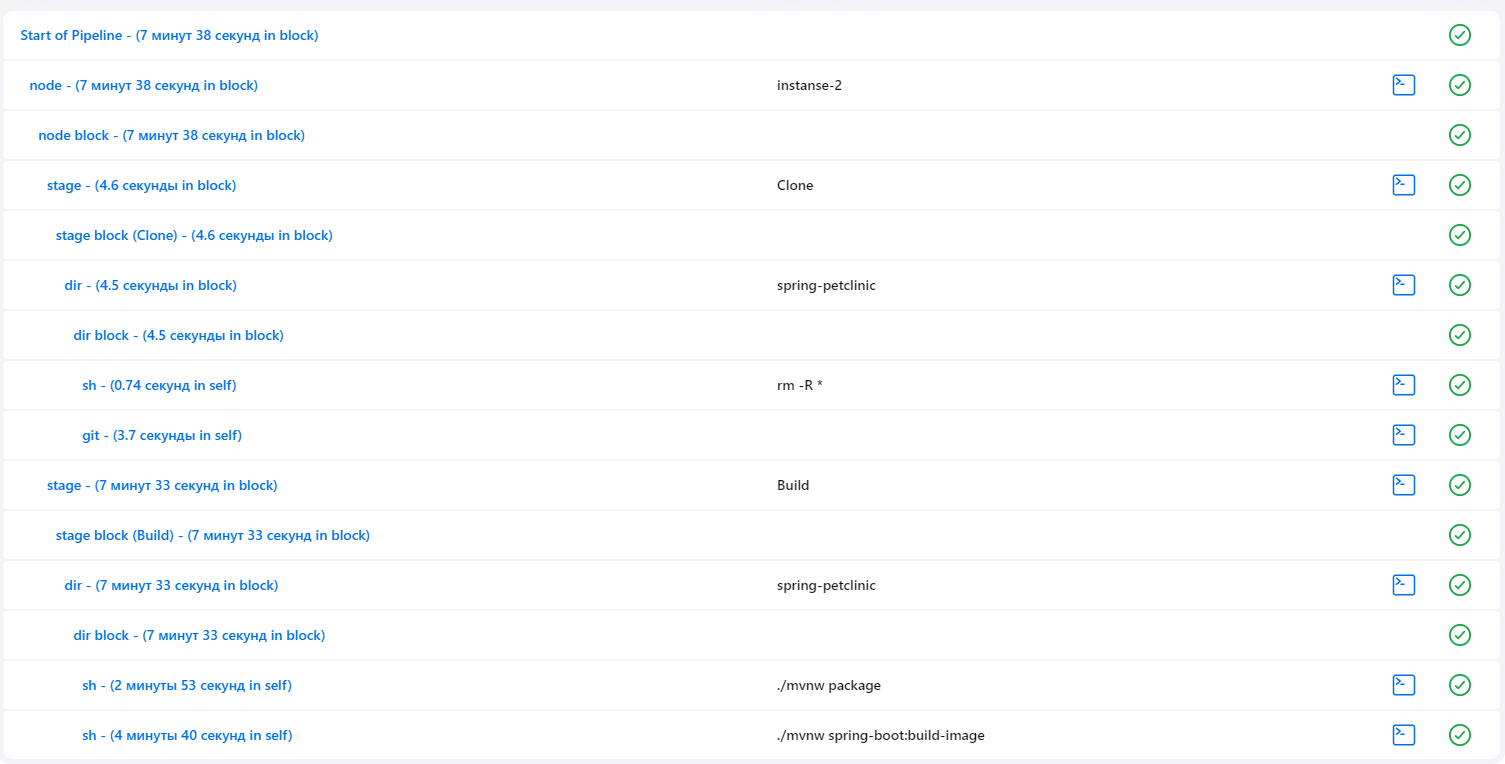 Start of Pipeline - (7 минут 38 секунд in block)
node - (7 минут 38 секунд in block) instanse-2
node block - (7 минут 38 секунд in block)
stage - (4.6 секунды in block) Clone
stage block (Clone) - (4.6 секунды in block)
dir - (4.5 секунды in block) spring-petclinic
dir block - (4.5 секунды in block)
sh - (0.74 секунд in self) rm -R *
git - (3.7 секунды in self)
stage - (7 минут 33 секунд in block) Build
stage block (Build) - (7 минут 33 секунд in block)
dir - (7 минут 33 секунд in block) spring-petclinic
dir block - (7 минут 33 секунд in block)
sh - (2 минуты 53 секунд in self) ./mvnw package
sh - (4 минуты 40 секунд in self) ./mvnw spring-boot:build-image